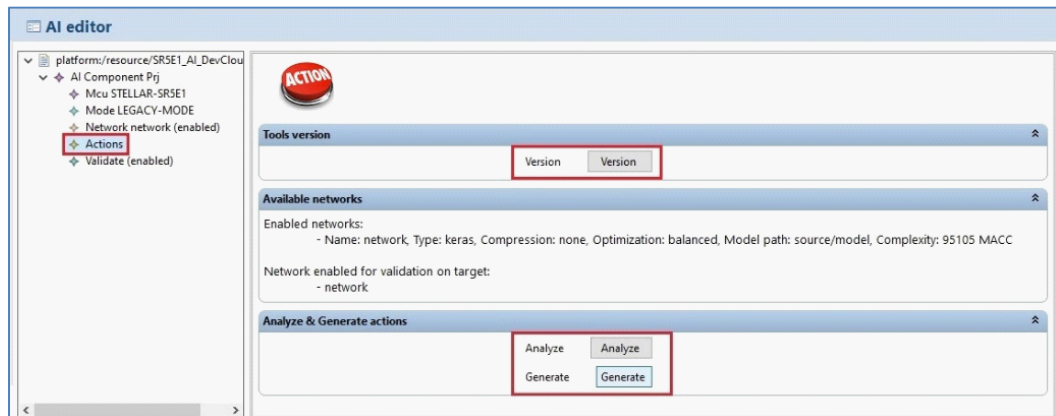 AI editor
platform:/resource/SR5E1_AI_DevClou
AI Component Prj
Mcu STELLAR-SR5E1
Mode LEGACY-MODE
Network network (enabled)
Actions
Validate (enabled)
ACTION
Tools version
Version Version
Available networks
Enabled networks:
- Name: network, Type: keras, Compression: none, Optimization: balanced, Model path: source/model, Complexity: 95105 MACC
Network enabled for validation on target:
- network
Analyze & Generate actions
Analyze Analyze
Generate Generate